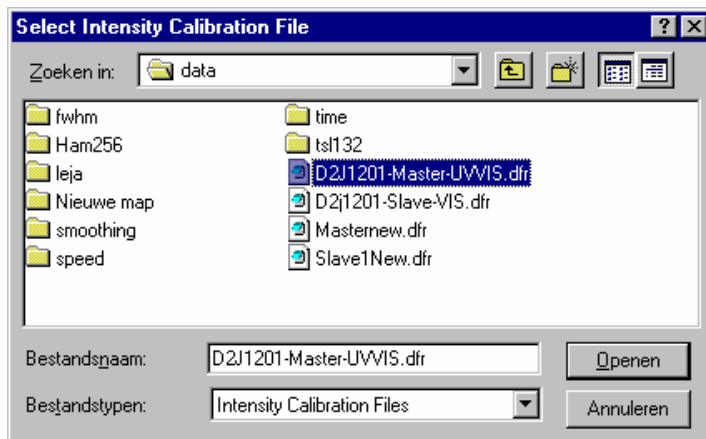 Select Intensity Calibration File
Zoeken in: data
fwhm
Ham256
leja
Nieuwe map
smoothing
speed
time
tsl132
D2J1201-Master-UVVIS.dfr
D2j1201-Slave-VIS.dfr
Masternew.dfr
Slave1New.dfr
Bestandsnaam: D2J1201-Master-UVVIS.dfr
Openen
Bestandstypen: Intensity Calibration Files
Annuleren